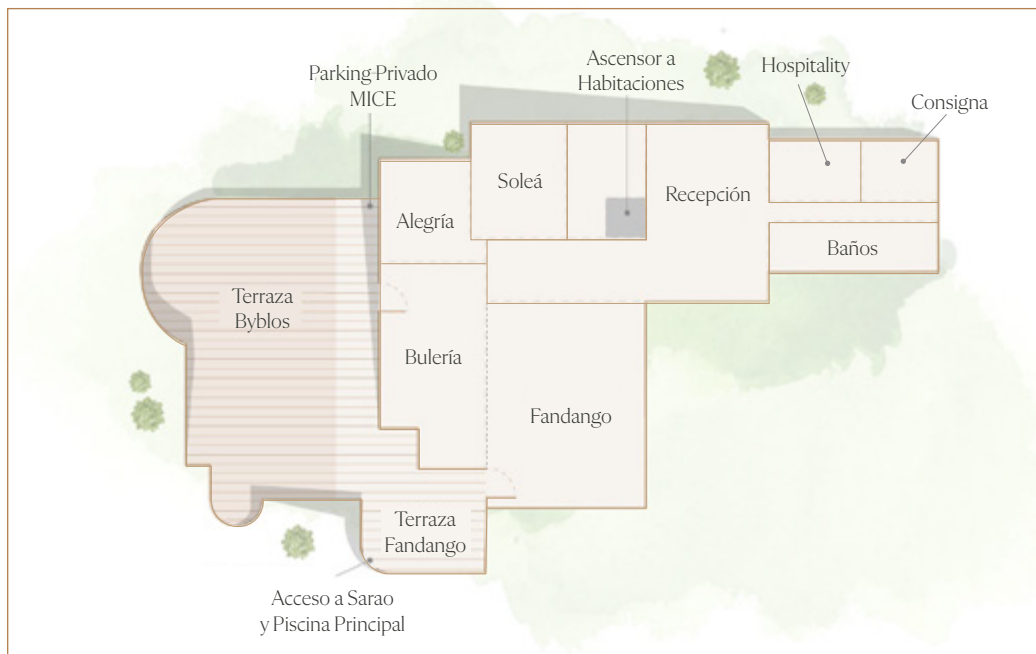 Parking Privado
MICE
Ascensor a
Habitaciones
Hospitality
Consigna
Soleá
Recepción
Alegría
Baños
Terraza
Byblos
Bulería
Fandango
Terraza
Fandango
Acceso a Sarao
y Piscina Principal